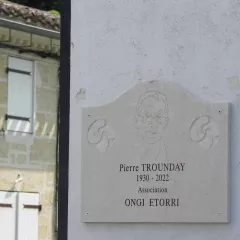 Pierre TROUNDAY
1930 - 2022
Association
ONGI ETORRI